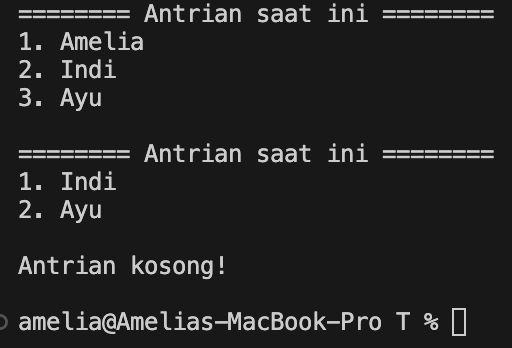 ======== Antrian saat ini ========
1. Amelia
2. Indi
3. Ayu
======== Antrian saat ini ========
1. Indi
2. Ayu
Antrian kosong!
amelia@Amelias-MacBook-Pro T %